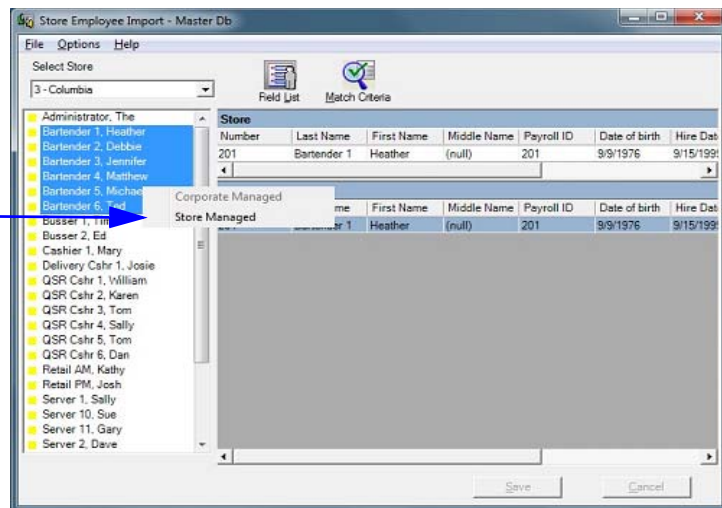 Store Employee Import - Master Db
File Options Help
Select Store
3 - Columbia
Field List
Match Criteria
Administrator, The
Bartender 1, Heather
Bartender 2, Debbie
Bartender 3, Jennifer
Bartender 4, Matthew
Bartender 5, Michae
Bartender 6, Ted
Busser 1, Tim
Busser 2, Ed
Cashier 1, Mary
Delivery Cshr 1, Josie
QSR Cshr 1, William
QSR Cshr 2, Karen
QSR Cshr 3, Tom
QSR Cshr 4, Sally
QSR Cshr 5, Tom
QSR Cshr 6, Dan
Retail AM, Kathy
Retail PM, Josh
Server 1, Sally
Server 10, Sue
Server 11, Gary
Server 2, Dave
Corporate Managed
Store Managed
Store
Number Last Name First Name Middle Name Payroll ID Date of birth Hire Dat
201 Bartender 1 Heather (null) 201 9/9/1976 9/15/199
me First Name Middle Name Payroll ID Date of birth Hire Dat
201 Bartender 1 Heather (null) 201 9/9/1976 9/15/199
Save
Cancel